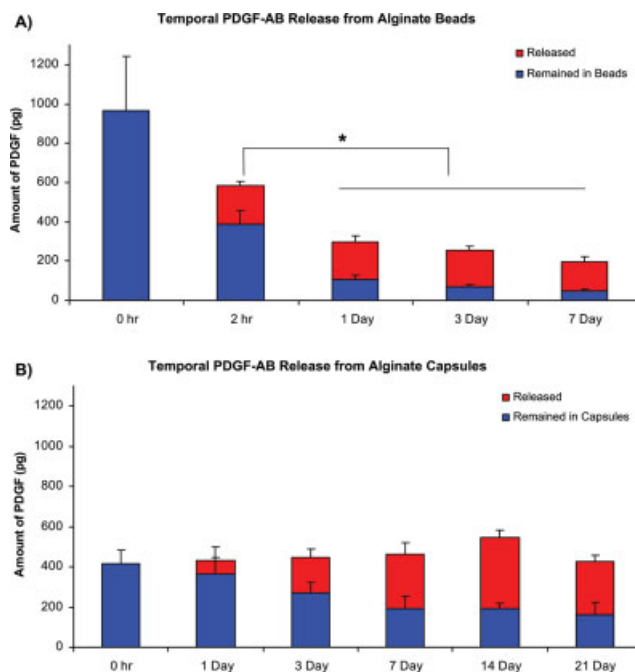 A)
Temporal PDGF-AB Release from Alginate Beads
Amount of PDGF (pg)
1200
1000
800
600
400
200
0
Released
Remained in Beads
*
0 hr 2 hr 1 Day 3 Day 7 Day
B)
Temporal PDGF-AB Release from Alginate Capsules
Amount of PDGF (pg)
1200
1000
800
600
400
200
0
Released
Remained in Capsules
0 hr 1 Day 3 Day 7 Day 14 Day 21 Day